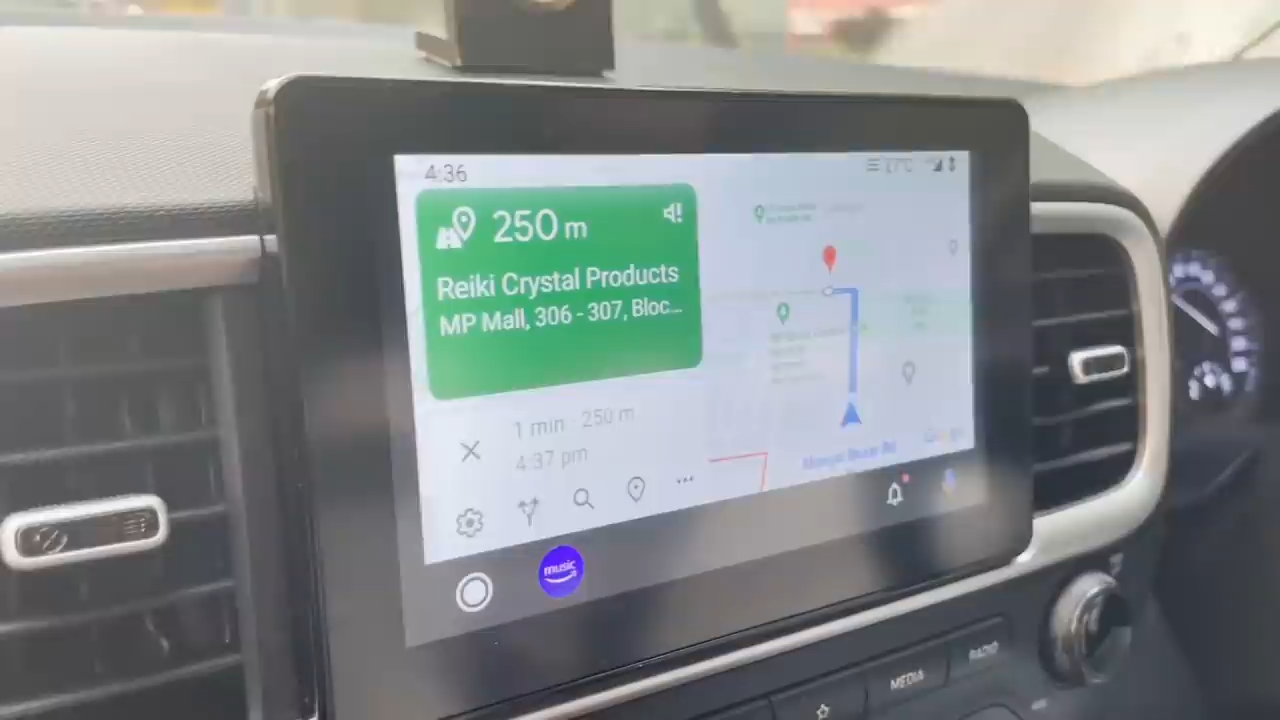 4:36
27°C
250 m
Reiki Crystal Products
MP Mall, 306 - 307, Bloc...
1 min · 250 m
4:37 pm
music
MEDIA
RADIO